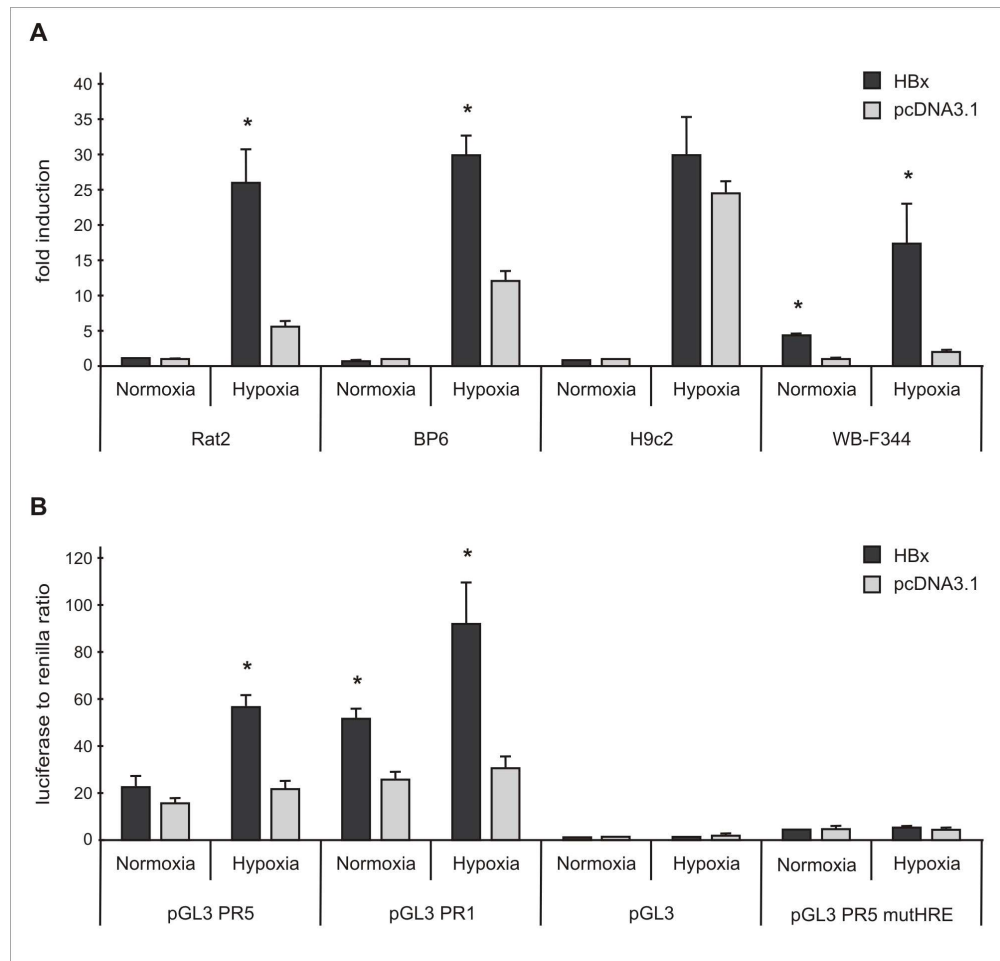 A
HBx
pcDNA3.1
fold induction
40
35
30
25
20
15
10
5
0
*
*
*
*
Normoxia Hypoxia Normoxia Hypoxia Normoxia Hypoxia Normoxia Hypoxia
Rat2 BP6 H9c2 WB-F344
B
HBx
pcDNA3.1
luciferase to renilla ratio
120
100
80
60
40
20
0
*
*
*
Normoxia Hypoxia Normoxia Hypoxia Normoxia Hypoxia Normoxia Hypoxia
pGL3 PR5 pGL3 PR1 pGL3 pGL3 PR5 mutHRE